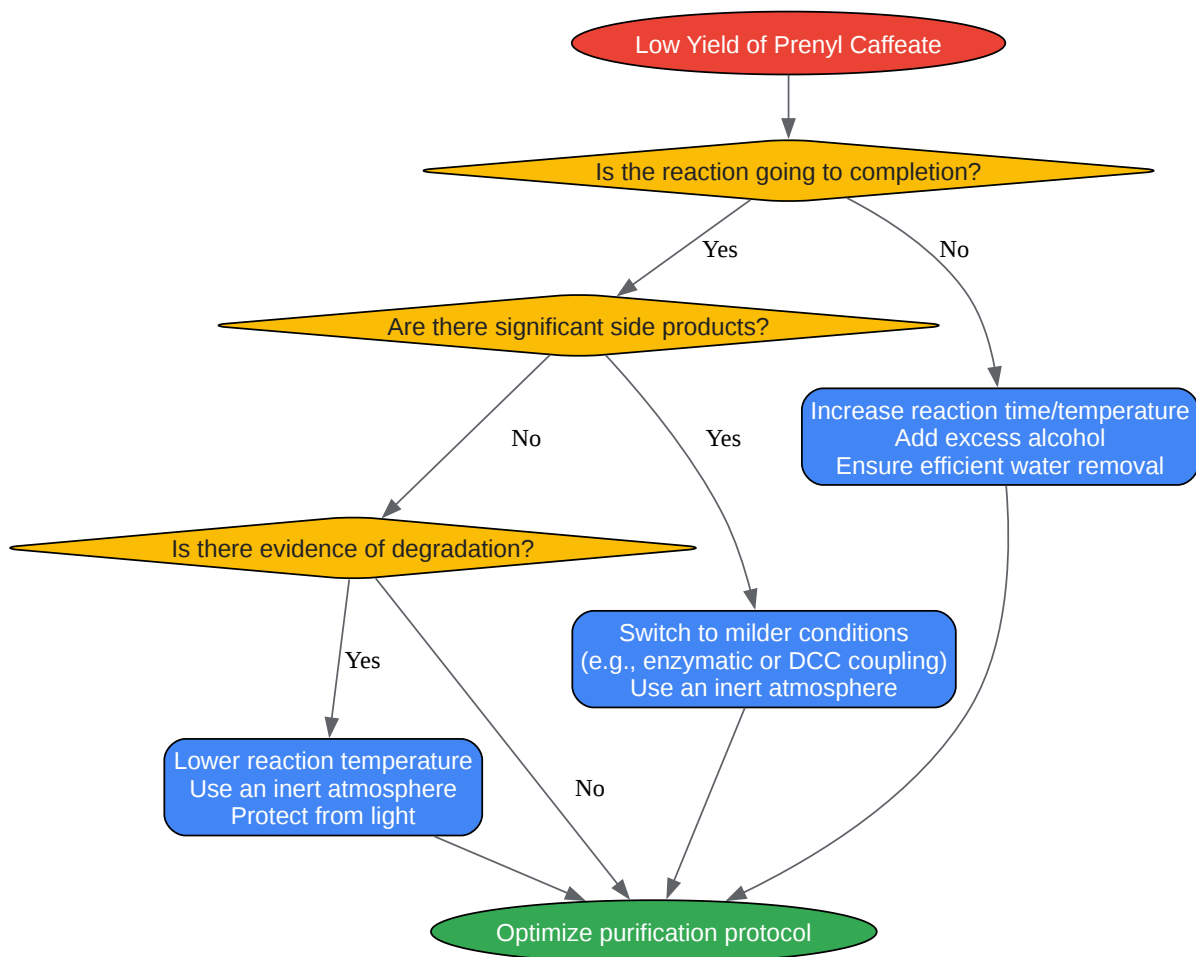 Low Yield of Prenyl Caffeate
Is the reaction going to completion?
Yes
No
Are there significant side products?
Increase reaction time/temperature
Add excess alcohol
Ensure efficient water removal
No
Yes
Is there evidence of degradation?
Switch to milder conditions
(e.g., enzymatic or DCC coupling)
Use an inert atmosphere
Yes
Lower reaction temperature
Use an inert atmosphere
Protect from light
No
Optimize purification protocol